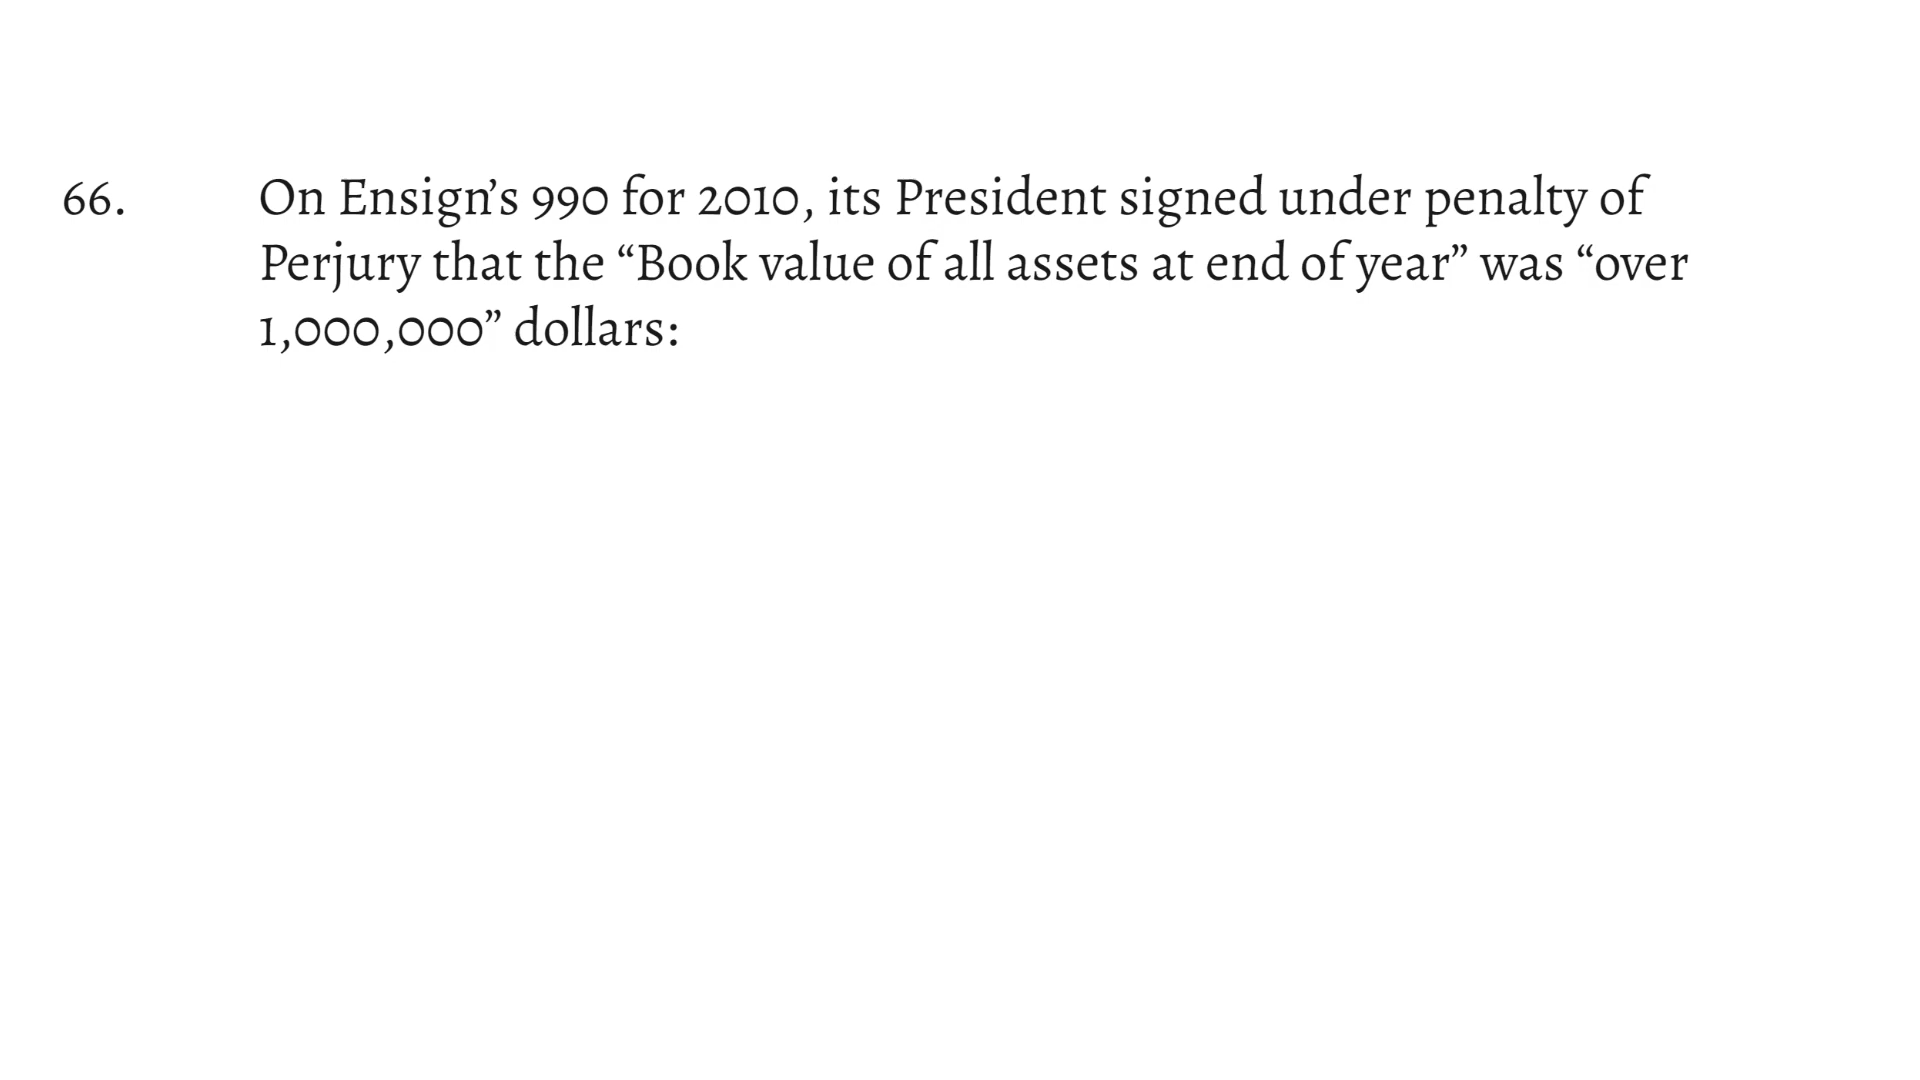 66. On Ensign’s 990 for 2010, its President signed under penalty of
Perjury that the “Book value of all assets at end of year” was “over
1,000,000” dollars: